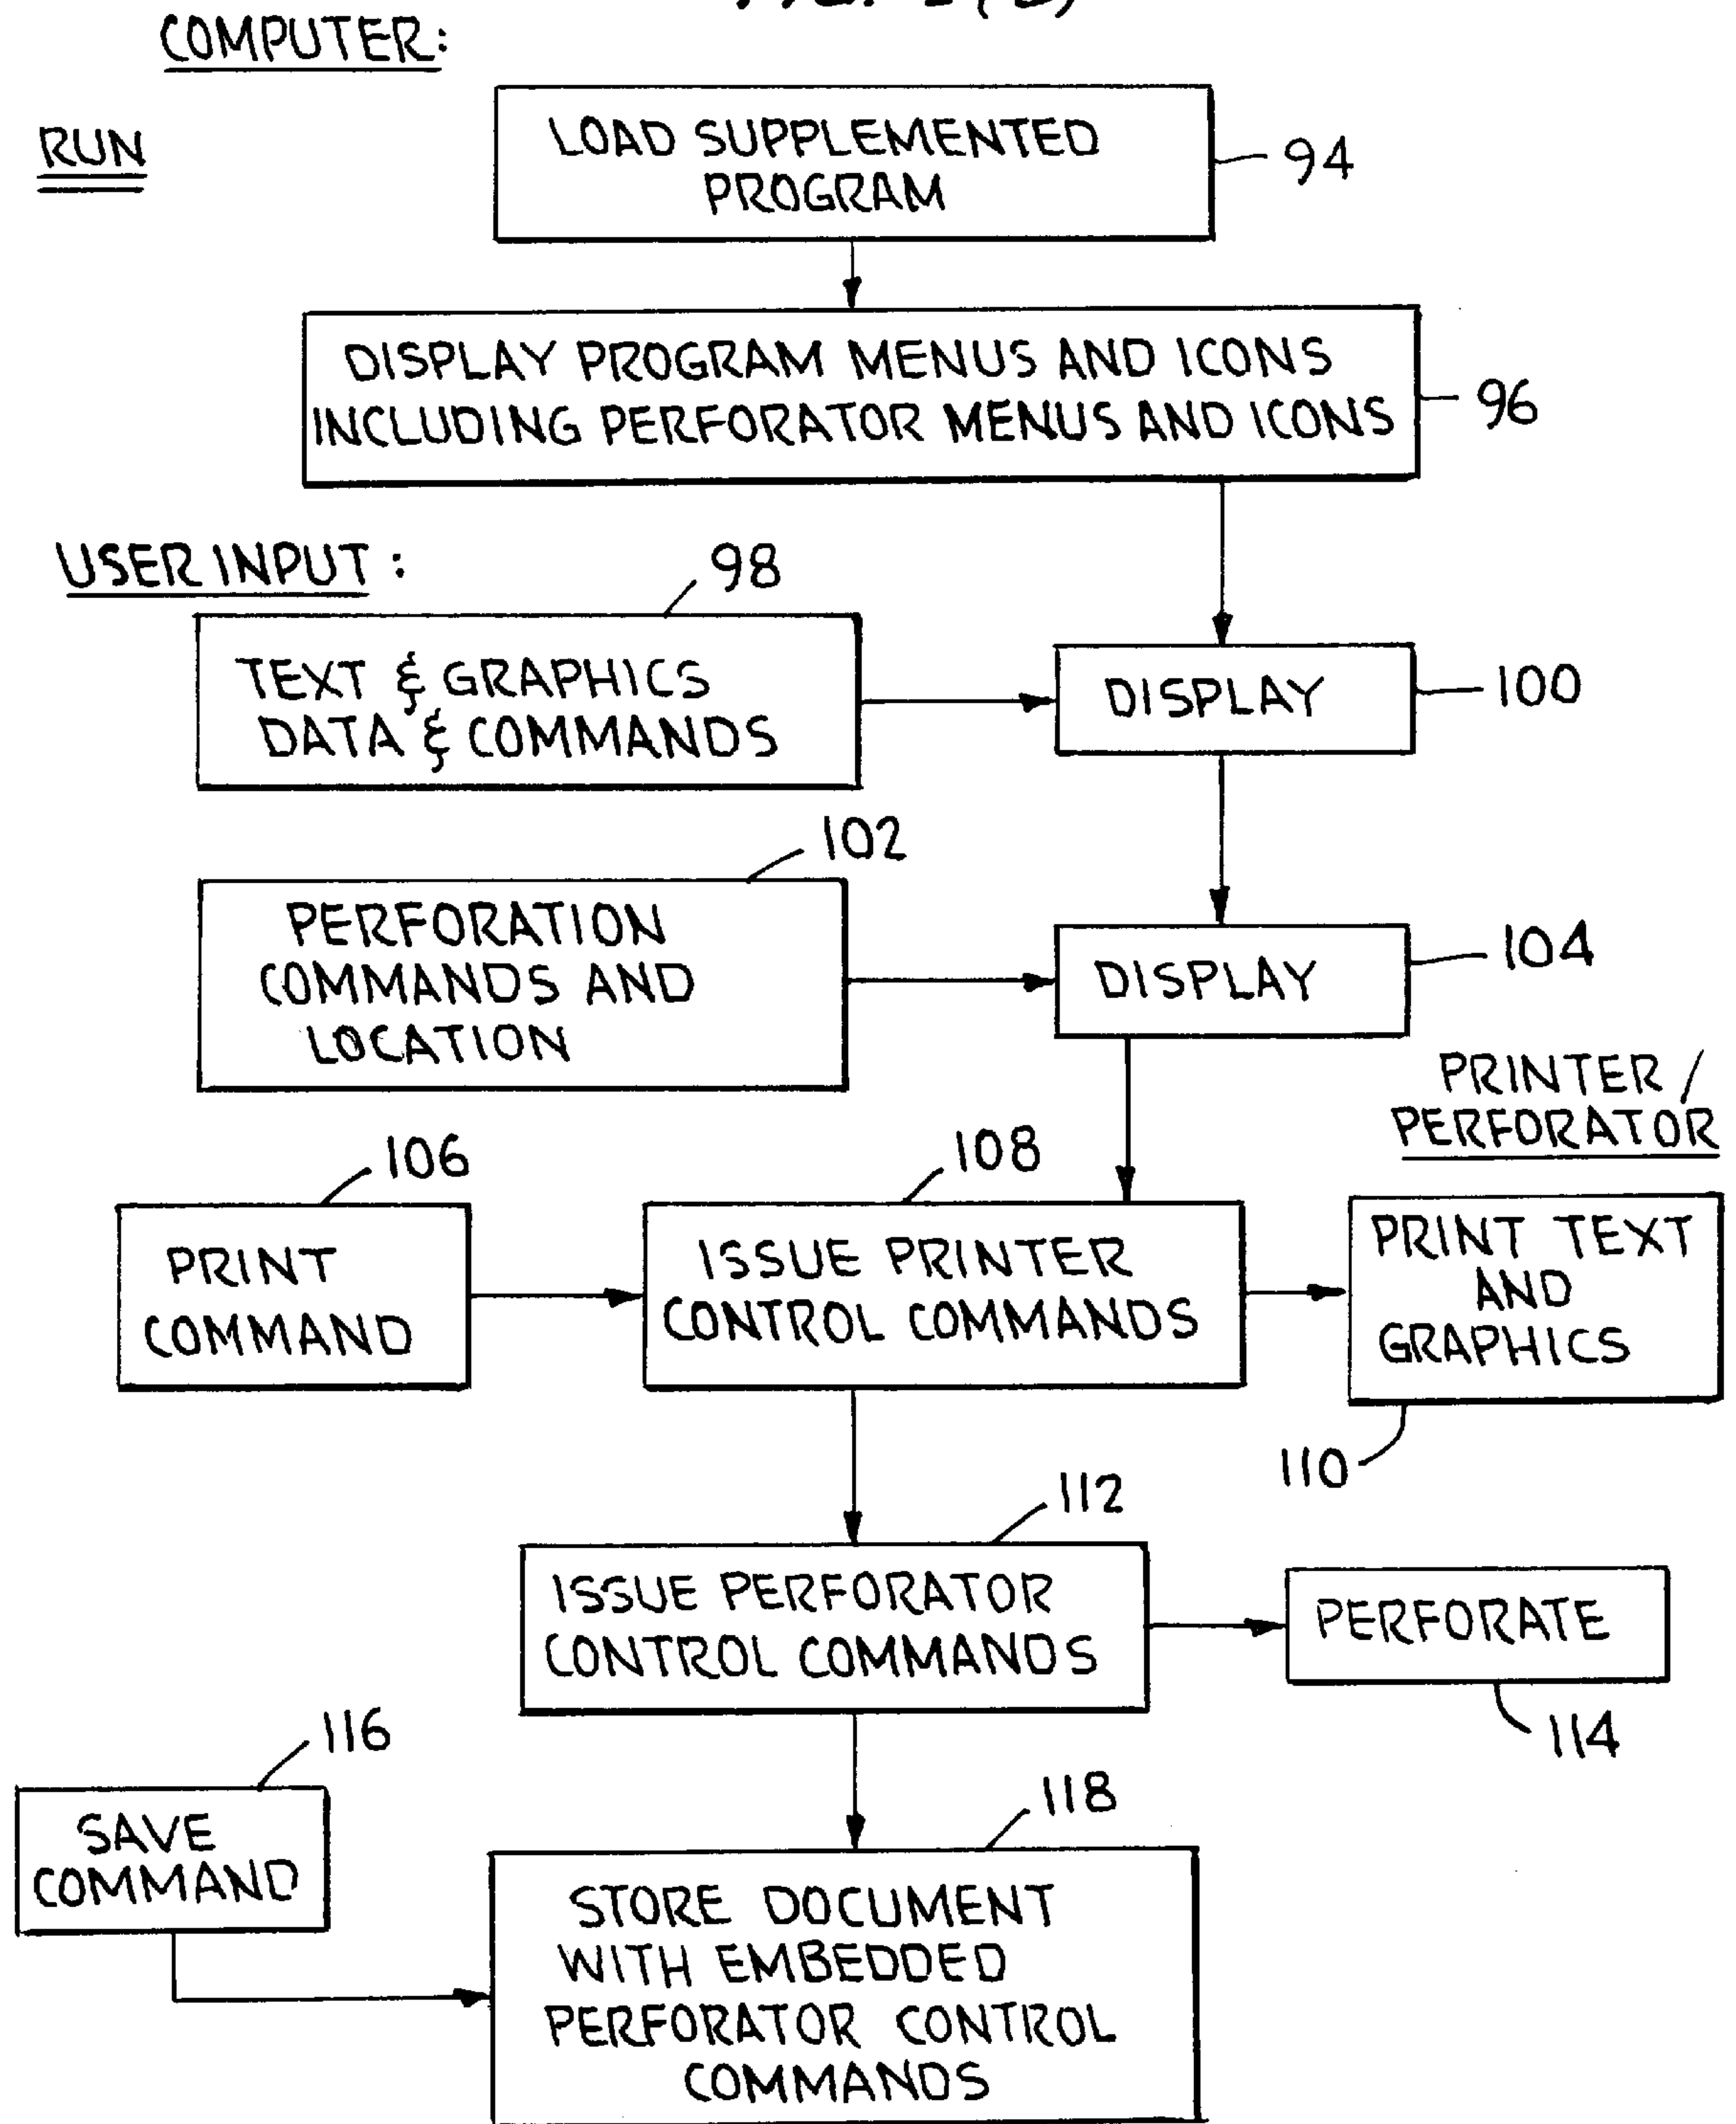 COMPUTER:
RUN
LOAD SUPPLEMENTED
PROGRAM
94
DISPLAY PROGRAM MENUS AND ICONS
INCLUDING PERFORATOR MENUS AND ICONS
96
USER INPUT :
98
TEXT & GRAPHICS
DATA & COMMANDS
DISPLAY
100
102
PERFORATION
COMMANDS AND
LOCATION
DISPLAY
104
PRINTER /
PERFORATOR
106
PRINT
COMMAND
108
ISSUE PRINTER
CONTROL COMMANDS
PRINT TEXT
AND
GRAPHICS
110
112
ISSUE PERFORATOR
CONTROL COMMANDS
PERFORATE
114
116
SAVE
COMMAND
118
STORE DOCUMENT
WITH EMBEDDED
PERFORATOR CONTROL
COMMANDS